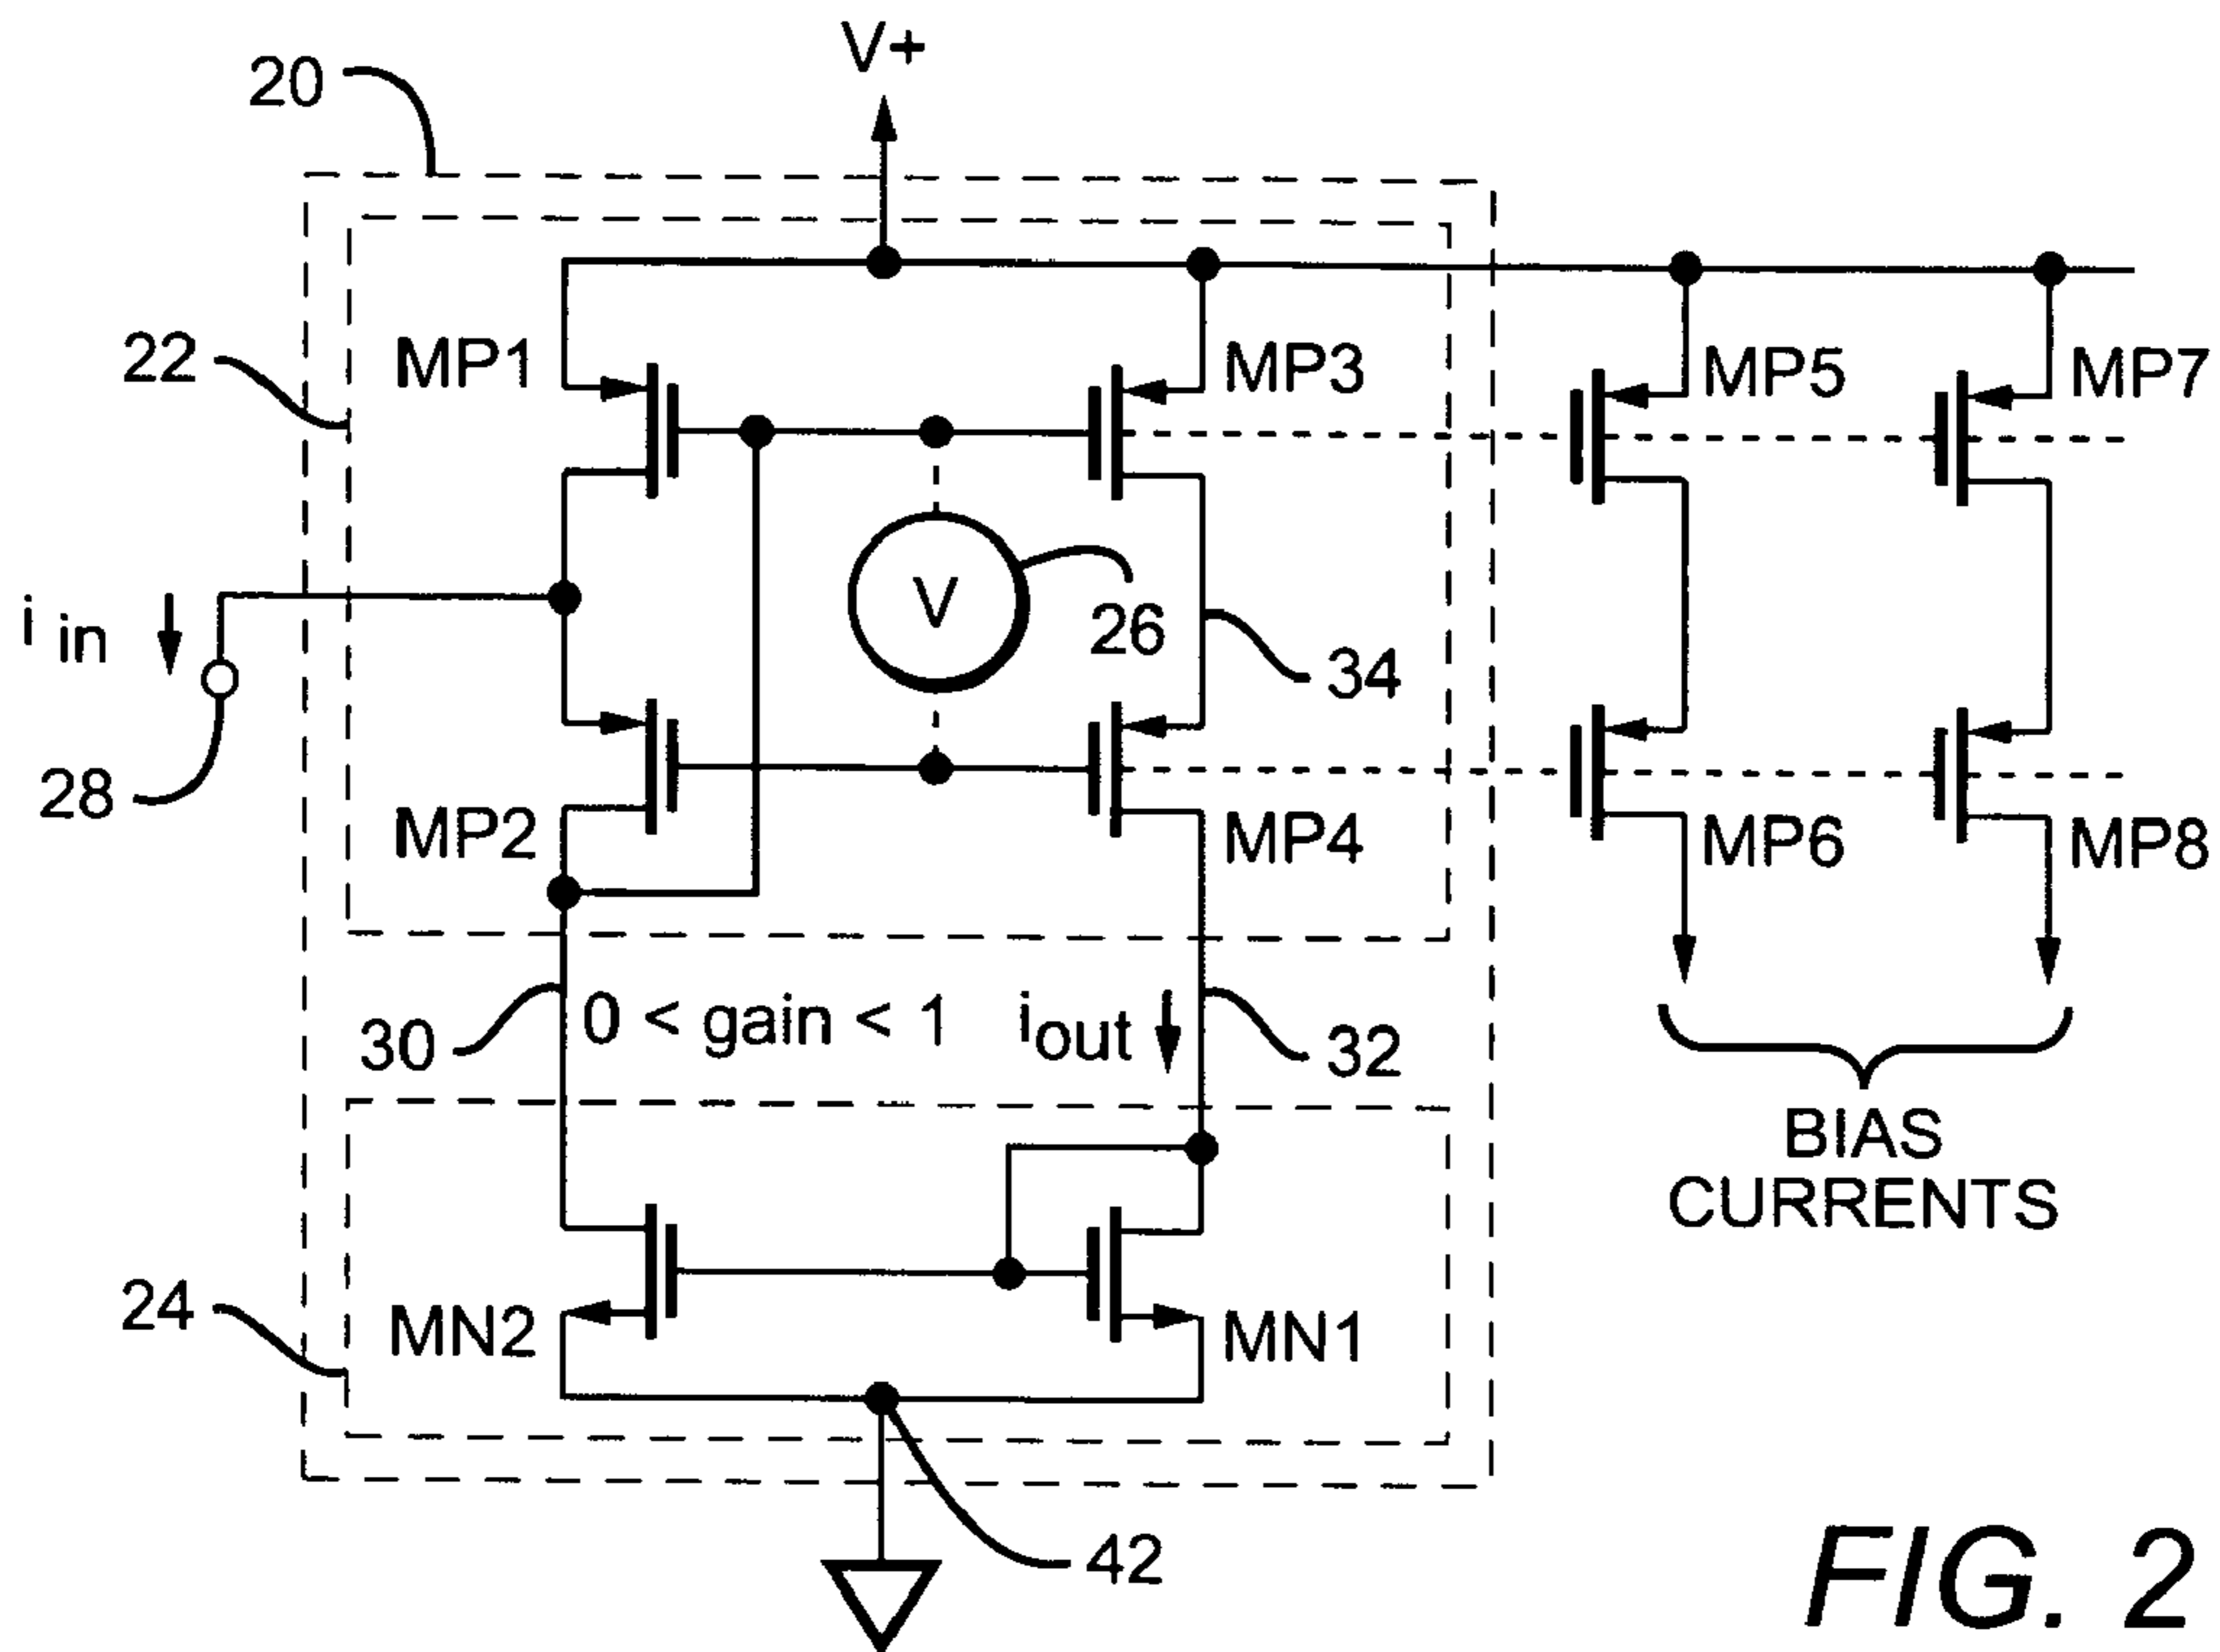 V+
20
22
MP1
MP3
MP5
MP7
i in
V
26
34
28
MP2
MP4
MP6
MP8
30
0 < gain < 1
iout
32
BIAS
CURRENTS
24
MN2
MN1
42
FIG. 2